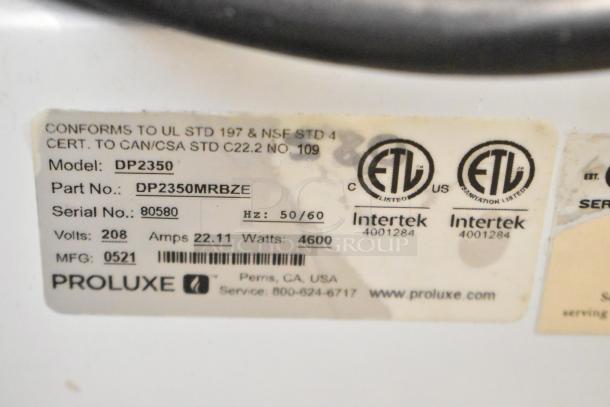 CONFORMS TO UL STD 197 & NSF STD 4
CERT. TO CAN/CSA STD C22.2 NO. 109
Model: DP2350
Part No.: DP2350MRBZE
Serial No.: 80580 Hz: 50/60
Volts: 208 Amps 22.11 Watts: 4600
MFG: 0521
PROLUXE
Perris, CA, USA
Service: 800-624-6717 www.proluxe.com
C ETL US
LISTED
Intertek
4001284
ETL
SANITATION LISTED
Intertek
4001284
EST.
SER
serving